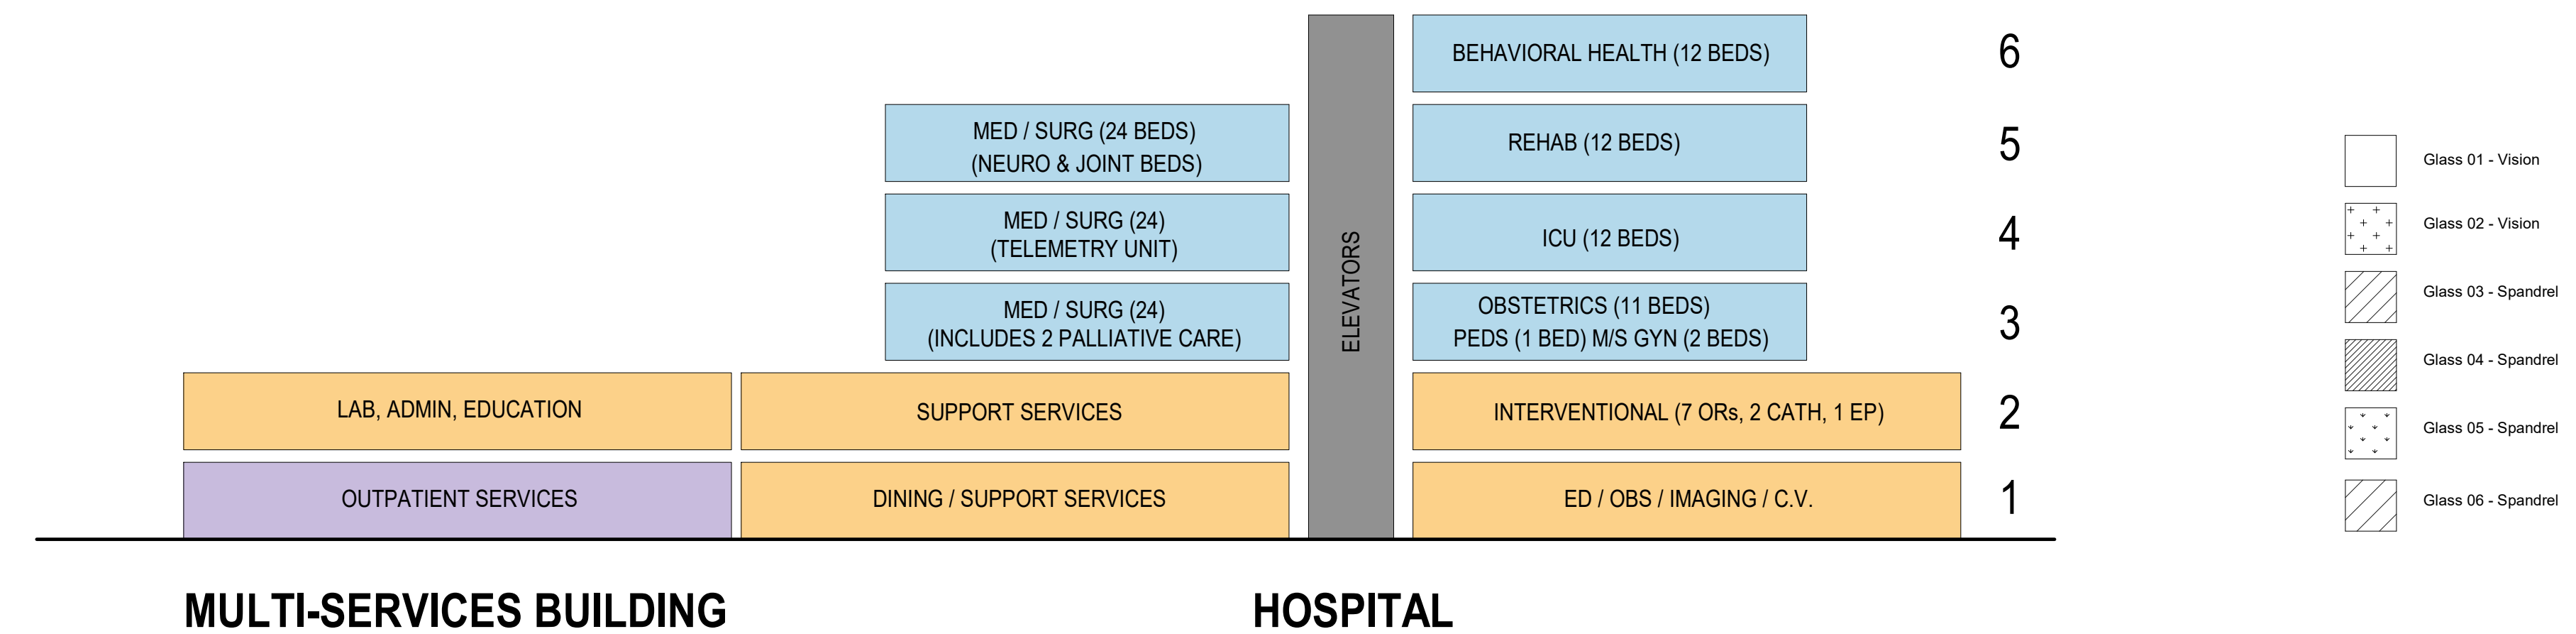 BEHAVIORAL HEALTH (12 BEDS)
6
MED / SURG (24 BEDS)
(NEURO & JOINT BEDS)
REHAB (12 BEDS)
5
MED / SURG (24)
(TELEMETRY UNIT)
ICU (12 BEDS)
4
MED / SURG (24)
(INCLUDES 2 PALLIATIVE CARE)
ELEVATORS
OBSTETRICS (11 BEDS)
PEDS (1 BED) M/S GYN (2 BEDS)
3
LAB, ADMIN, EDUCATION
SUPPORT SERVICES
INTERVENTIONAL (7 ORs, 2 CATH, 1 EP)
2
OUTPATIENT SERVICES
DINING / SUPPORT SERVICES
ED / OBS / IMAGING / C.V.
1
MULTI-SERVICES BUILDING
HOSPITAL
Glass 01 - Vision
Glass 02 - Vision
Glass 03 - Spandrel
Glass 04 - Spandrel
Glass 05 - Spandrel
Glass 06 - Spandrel